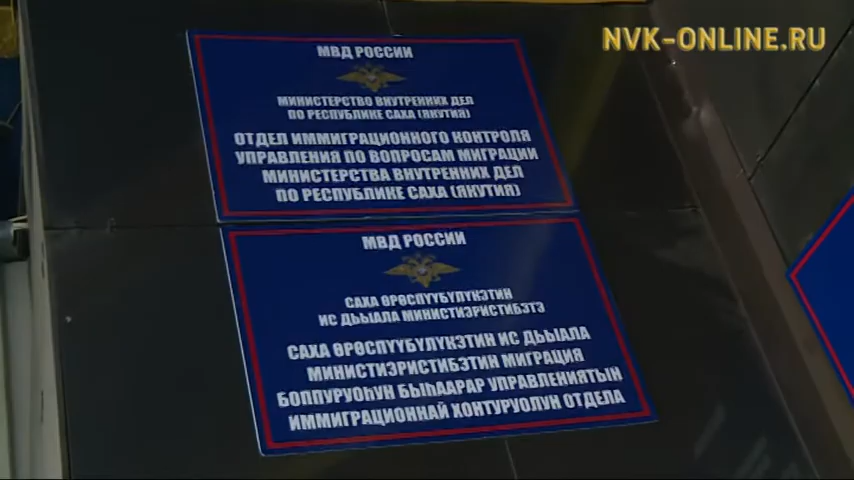 NVK-ONLINE.RU
МВД РОССИИ
МИНИСТЕРСТВО ВНУТРЕННИХ ДЕЛ
ПО РЕСПУБЛИКЕ САХА (ЯКУТИЯ)
ОТДЕЛ ИММИГРАЦИОННОГО КОНТРОЛЯ
УПРАВЛЕНИЯ ПО ВОПРОСАМ МИГРАЦИИ
МИНИСТЕРСТВА ВНУТРЕННИХ ДЕЛ
ПО РЕСПУБЛИКЕ САХА (ЯКУТИЯ)
МВД РОССИИ
САХА ӨРӨСПҮҮБҮЛҮКЭТИН
ИС ДЬЫАЛА МИНИСТИЭРИСТИБЭТЭ
САХА ӨРӨСПҮҮБҮЛҮКЭТИН ИС ДЬЫАЛА
МИНИСТИЭРИСТИБЭТИН МИГРАЦИЯ
БОППУРУОҺУН БЫҺААРАР УПРАВЛЕНИЯТЫН
ИММИГРАЦИОННАЙ ХОНТУРУОЛУН ОТДЕЛА